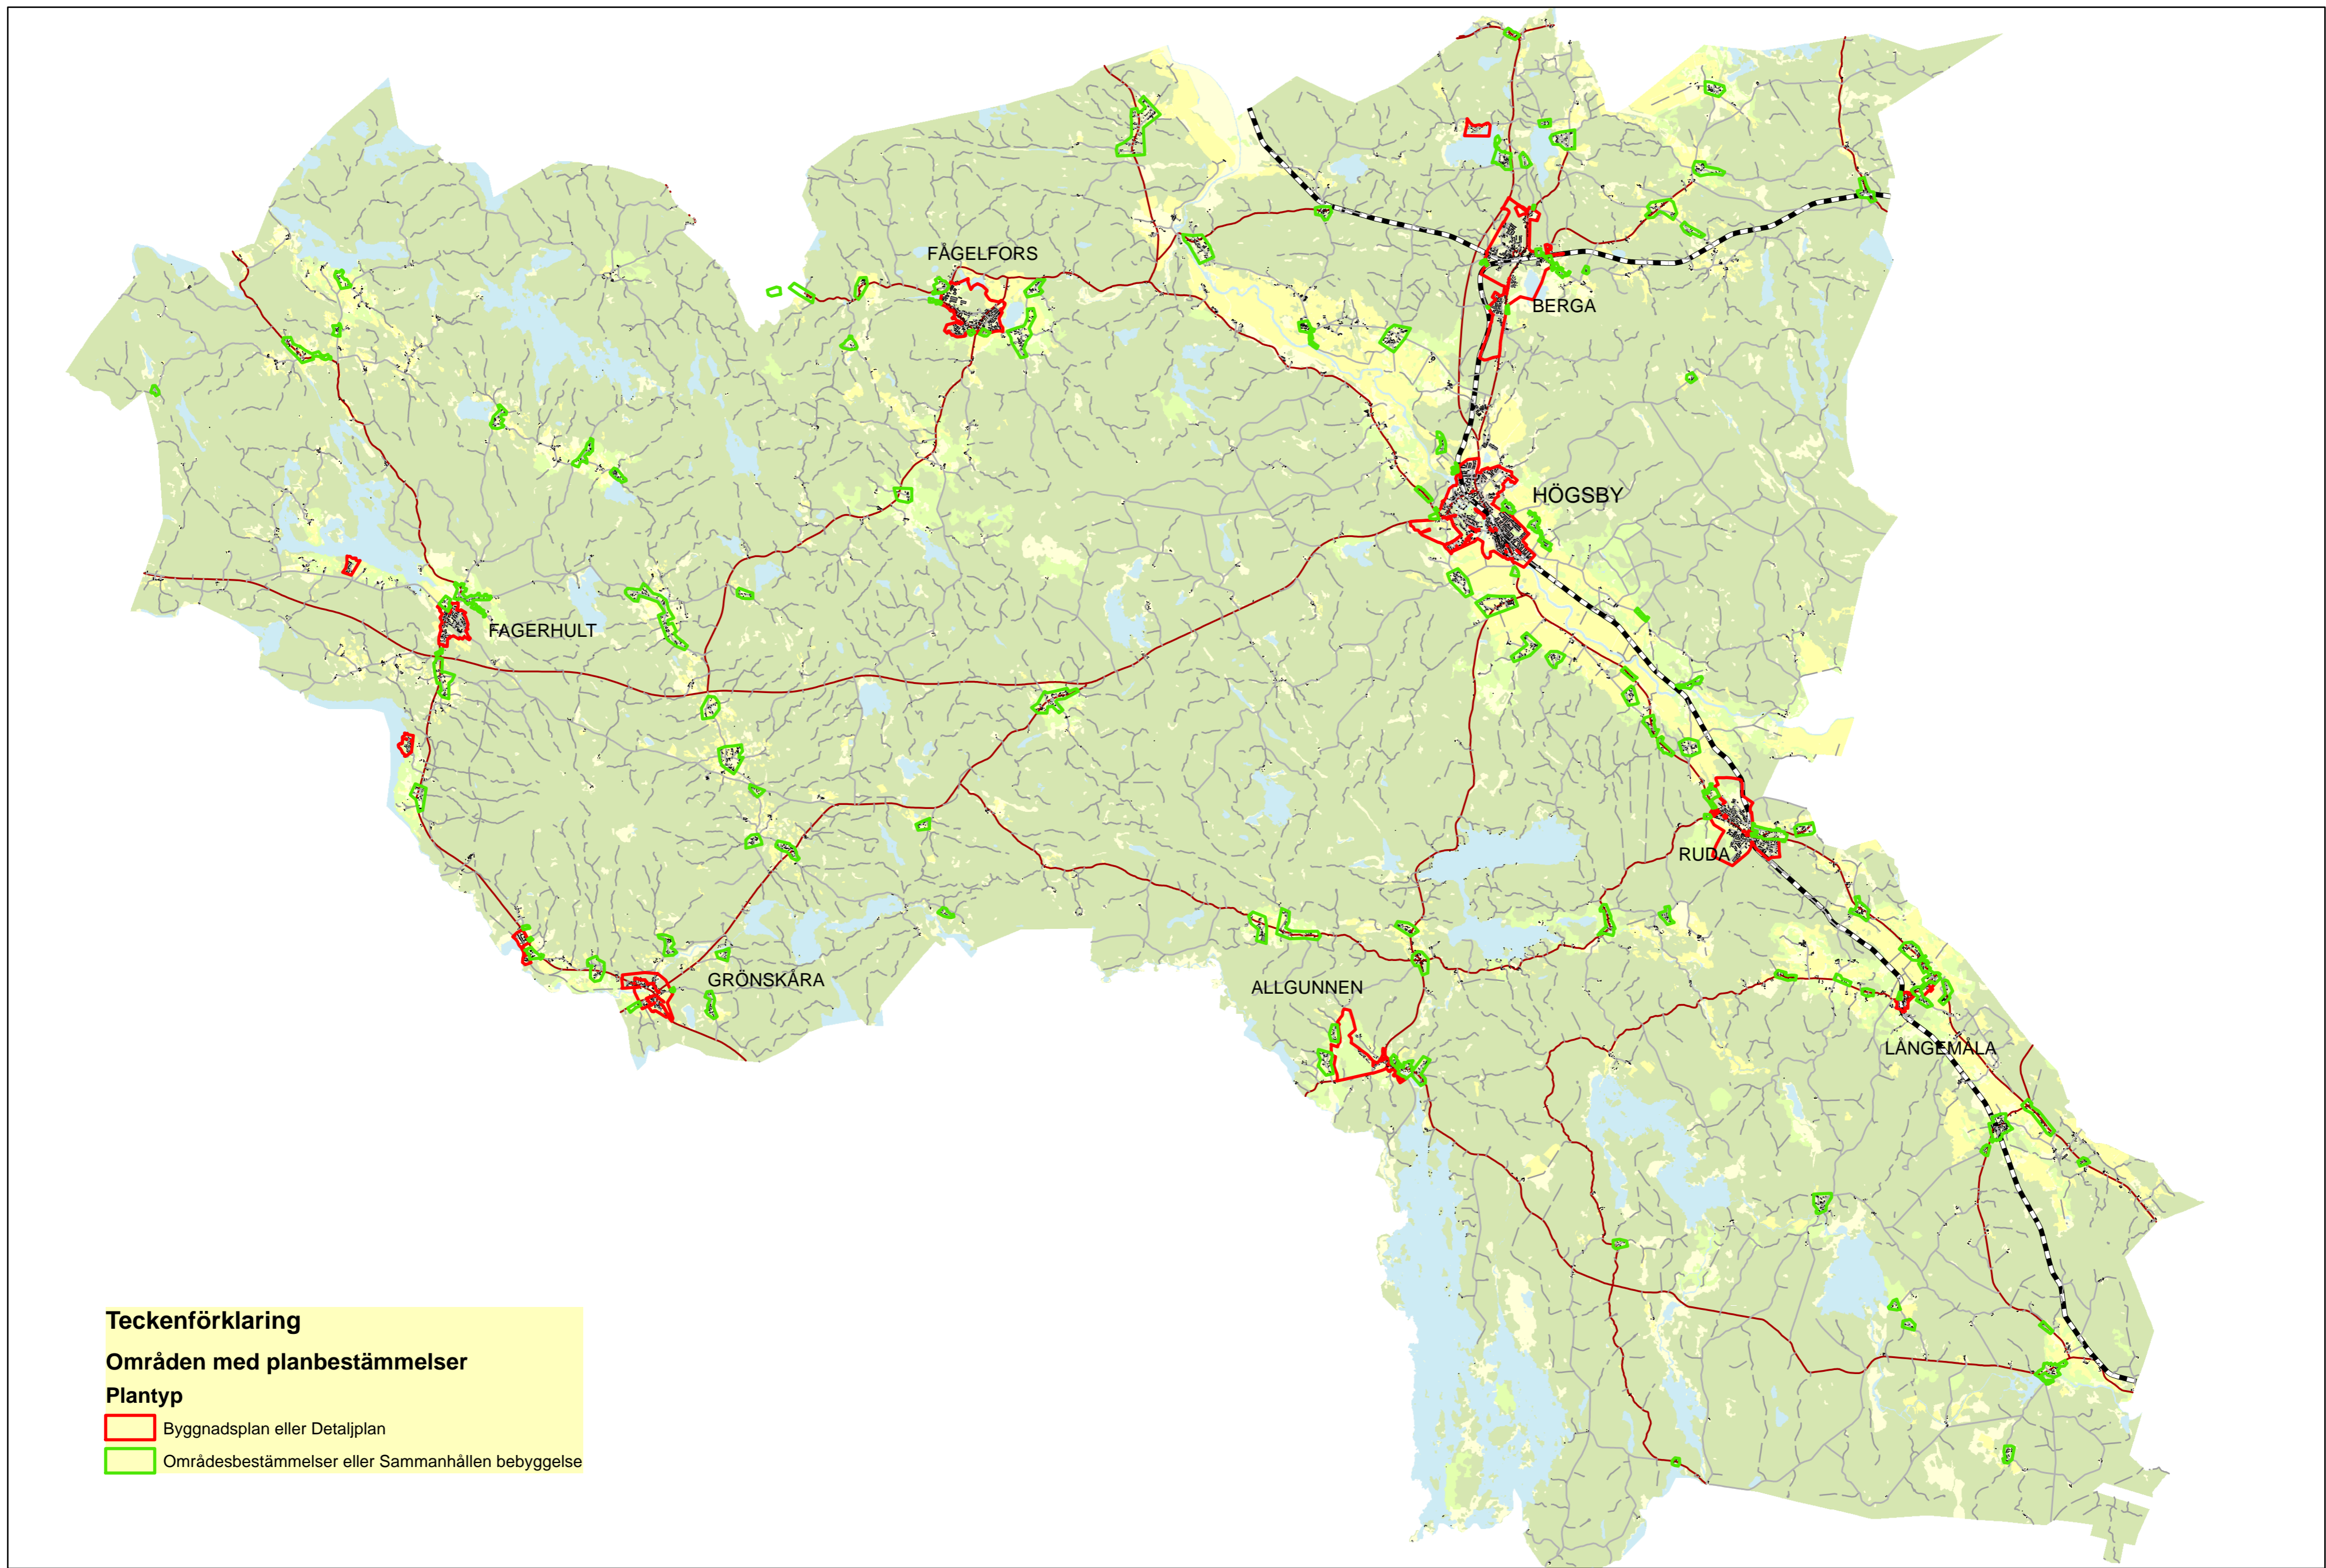 FÅGELFORS
BERGA
HÖGSBY
FAGERHULT
RUDA
GRÖNSKÅRA
ALLGUNNEN
LÅNGEMÅLA
Teckenförklaring
Områden med planbestämmelser
Plantyp
Byggnadsplan eller Detaljplan
Områdesbestämmelser eller Sammanhållen bebyggelse